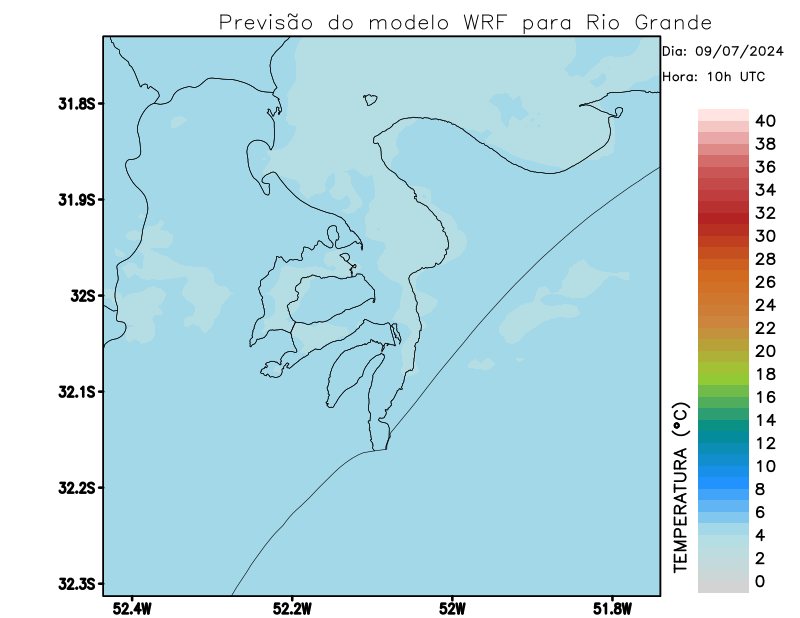 Previsão do modelo WRF para Rio Grande
Dia: 09/07/2024
Hora: 10h UTC
31.8S
31.9S
32S
32.1S
32.2S
32.3S
52.4W
52.2W
52W
51.8W
TEMPERATURA (°C)
40
38
36
34
32
30
28
26
24
22
20
18
16
14
12
10
8
6
4
2
0